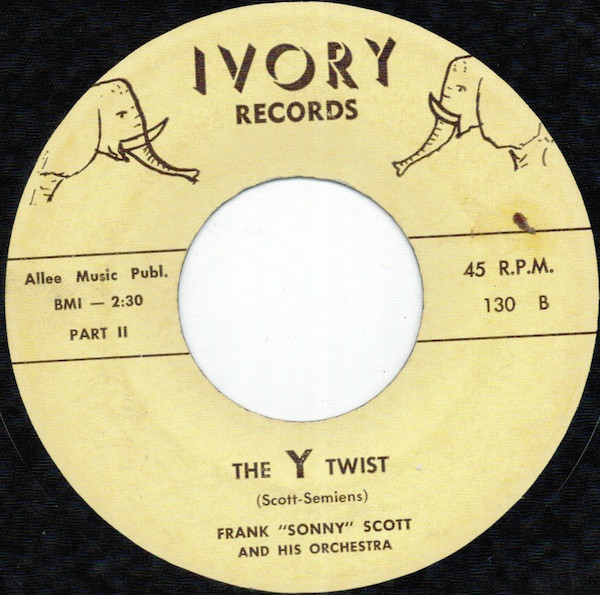 IVORY
RECORDS
Allee Music Publ.
BMI — 2:30
PART II
45 R.P.M.
130 B
THE Y TWIST
(Scott-Semiens)
FRANK "SONNY" SCOTT
AND HIS ORCHESTRA